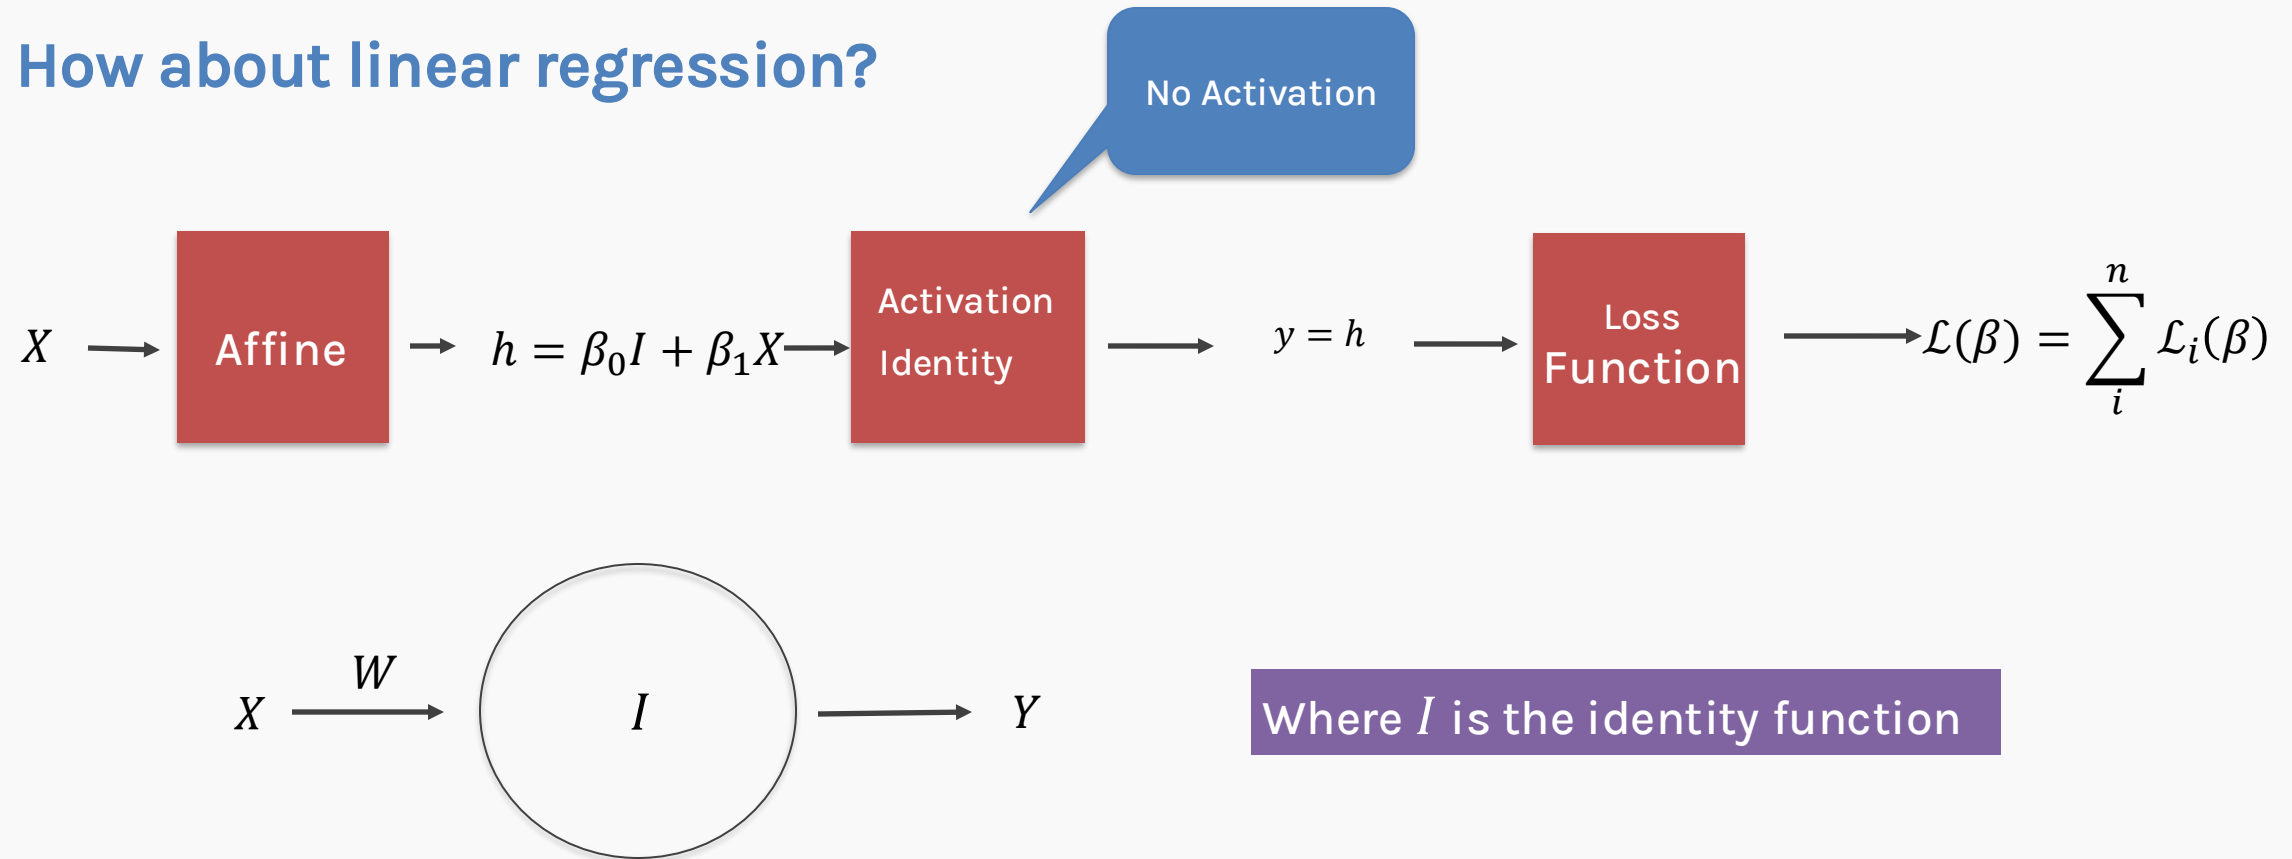 How about linear regression?
No Activation
X
Affine
h = β₀I + β₁X
Activation
Identity
y = h
Loss
Function
ℒ(β) = ∑ᵢⁿ ℒᵢ(β)
X
W
I
Y
Where I is the identity function